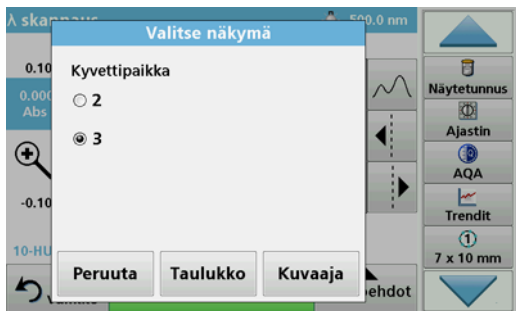 λ skannaus
500.0 nm
Valitse näkymä
0.10
Kyvettipaikka
2
0.000
Abs
3
-0.10
10-HU
Peruuta
Taulukko
Kuvaaja
Näytetunnus
Ajastin
AQA
Trendit
1
7 x 10 mm